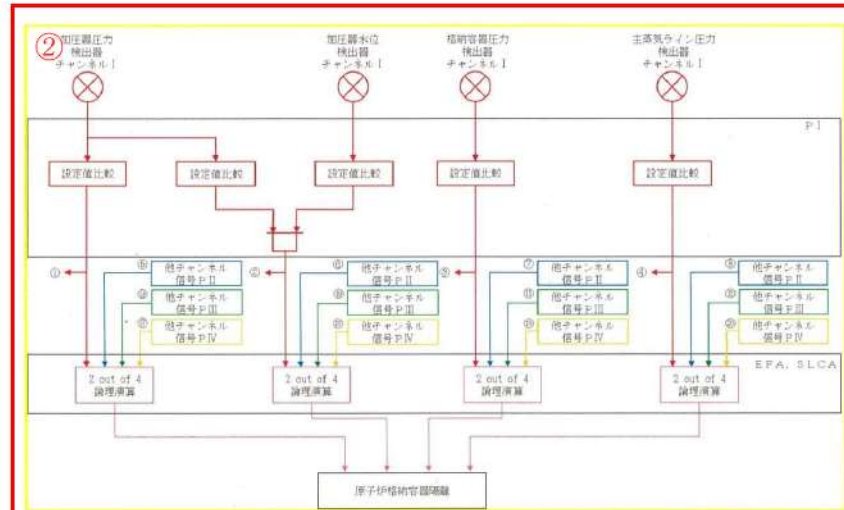 ②
加圧器圧力
検出器
チャンネルⅠ
加圧器水位
検出器
チャンネルⅠ
格納容器圧力
検出器
チャンネルⅠ
主蒸気ライン圧力
検出器
チャンネルⅠ
PⅠ
設定値比較
設定値比較
設定値比較
設定値比較
設定値比較
①
他チャンネル
信号PⅡ
他チャンネル
信号PⅢ
他チャンネル
信号PⅣ
②
他チャンネル
信号PⅡ
他チャンネル
信号PⅢ
他チャンネル
信号PⅣ
⑦
他チャンネル
信号PⅡ
他チャンネル
信号PⅢ
他チャンネル
信号PⅣ
④
他チャンネル
信号PⅡ
他チャンネル
信号PⅢ
他チャンネル
信号PⅣ
EFA, SLCA
2 out of 4
論理演算
2 out of 4
論理演算
2 out of 4
論理演算
2 out of 4
論理演算
原子炉格納容器隔離